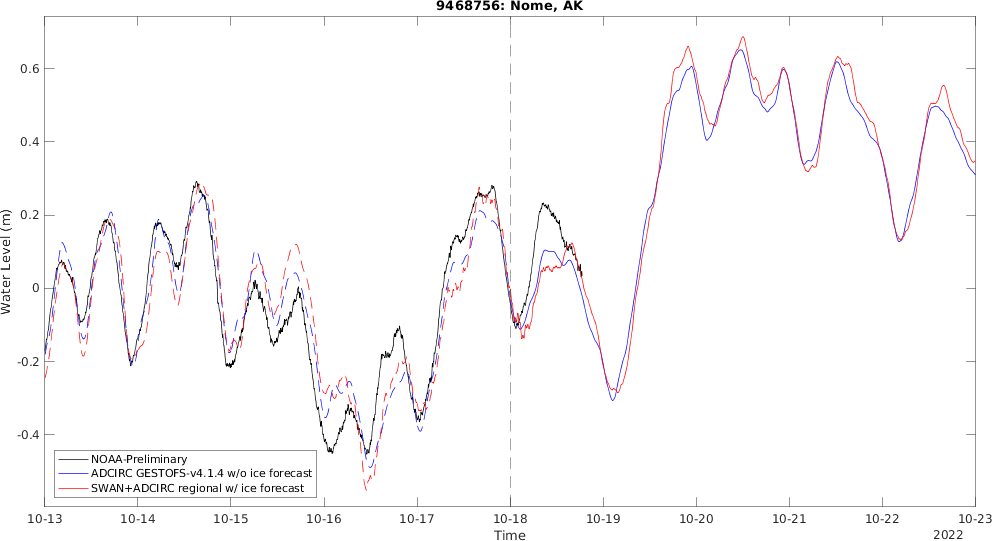 9468756: Nome, AK
Water Level (m)
0.6
0.4
0.2
0
-0.2
-0.4
NOAA-Preliminary
ADCIRC GESTOFS-v4.1.4 w/o ice forecast
SWAN+ADCIRC regional w/ ice forecast
10-13 10-14 10-15 10-16 10-17 10-18 10-19 10-20 10-21 10-22 10-23
Time
2022